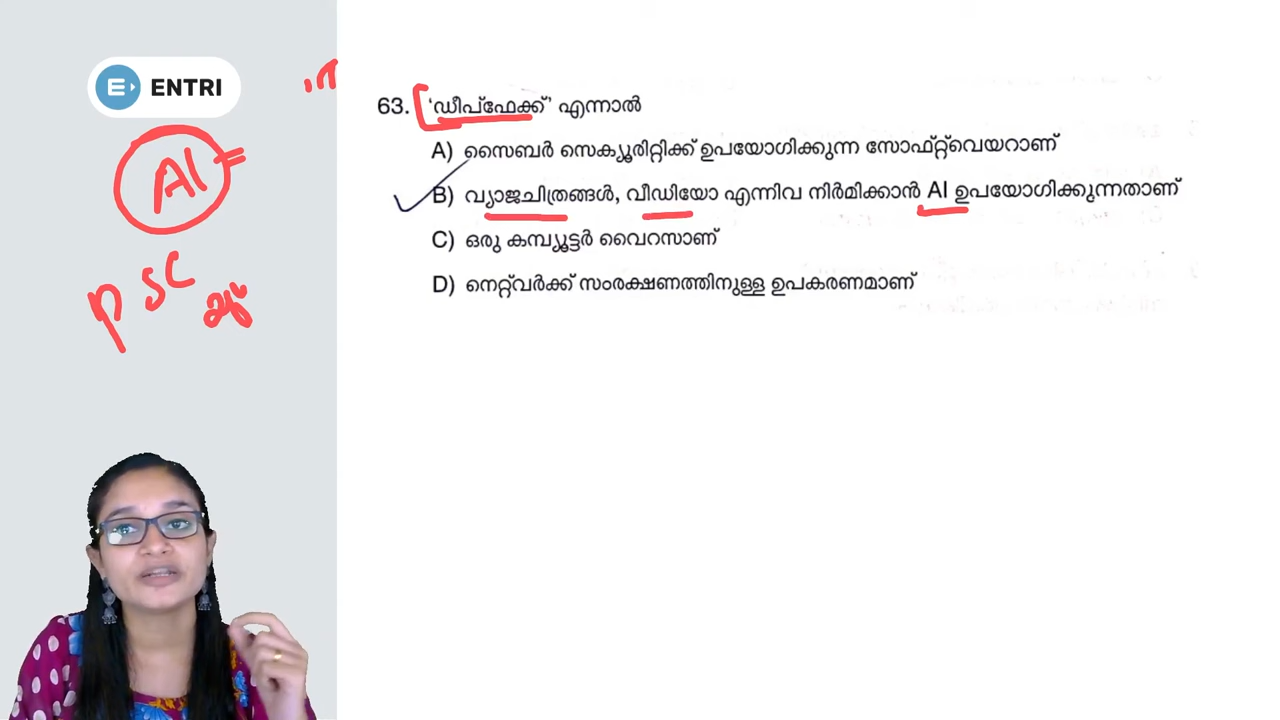 ENTRI
AI
PSC
63. 'ഡീപ്ഫേക്ക്' എന്നാൽ
A) സൈബർ സെക്യൂരിറ്റിക്ക് ഉപയോഗിക്കുന്ന സോഫ്റ്റ്‌വെയറാണ്
B) വ്യാജചിത്രങ്ങൾ, വീഡിയോ എന്നിവ നിർമിക്കാൻ AI ഉപയോഗിക്കുന്നതാണ്
C) ഒരു കമ്പ്യൂട്ടർ വൈറസാണ്
D) നെറ്റ്‌വർക്ക് സംരക്ഷണത്തിനുള്ള ഉപകരണമാണ്